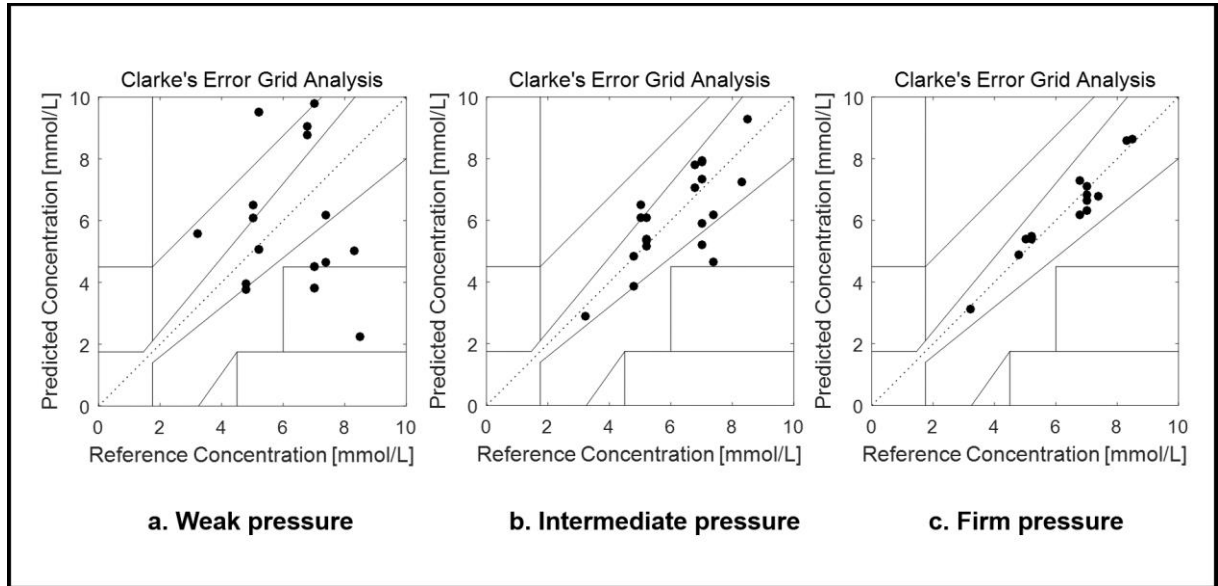 Clarke's Error Grid Analysis
Predicted Concentration [mmol/L]
10
8
6
4
2
0
0 2 4 6 8 10
Reference Concentration [mmol/L]
a. Weak pressure
Clarke's Error Grid Analysis
Predicted Concentration [mmol/L]
10
8
6
4
2
0
0 2 4 6 8 10
Reference Concentration [mmol/L]
b. Intermediate pressure
Clarke's Error Grid Analysis
Predicted Concentration [mmol/L]
10
8
6
4
2
0
0 2 4 6 8 10
Reference Concentration [mmol/L]
c. Firm pressure